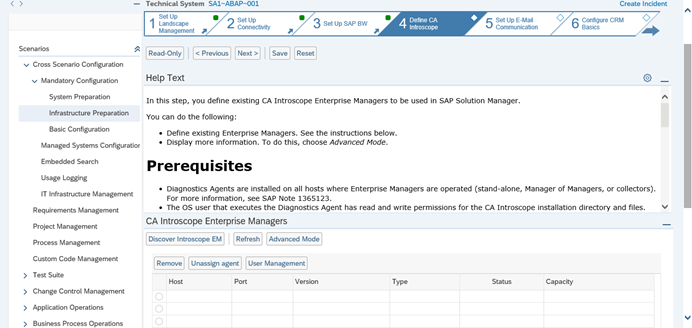 Technical System SA1~ABAP~001
Create Incident
1 Set Up
Landscape
Management
2 Set Up
Connectivity
3 Set Up SAP BW
4 Define CA
Introscope
5 Set Up E-Mail
Communication
6 Configure CRM
Basics
Scenarios
Cross Scenario Configuration
Mandatory Configuration
System Preparation
Infrastructure Preparation
Basic Configuration
Managed Systems Configuration
Embedded Search
Usage Logging
IT Infrastructure Management
Requirements Management
Project Management
Process Management
Custom Code Management
Test Suite
Change Control Management
Application Operations
Business Process Operations
Read-Only < Previous Next > Save Reset
Help Text
In this step, you define existing CA Introscope Enterprise Managers to be used in SAP Solution Manager.
You can do the following:
• Define existing Enterprise Managers. See the instructions below.
• Display more information. To do this, choose Advanced Mode.
Prerequisites
• Diagnostics Agents are installed on all hosts where Enterprise Managers are operated (stand-alone, Manager of Managers, or collectors).
For more information, see SAP Note 1365123.
• The OS user that executes the Diagnostics Agent has read and write permissions for the CA Introscope installation directory and files.
CA Introscope Enterprise Managers
Discover Introscope EM Refresh Advanced Mode
Remove Unassign agent User Management
Host Port Version Type Status Capacity